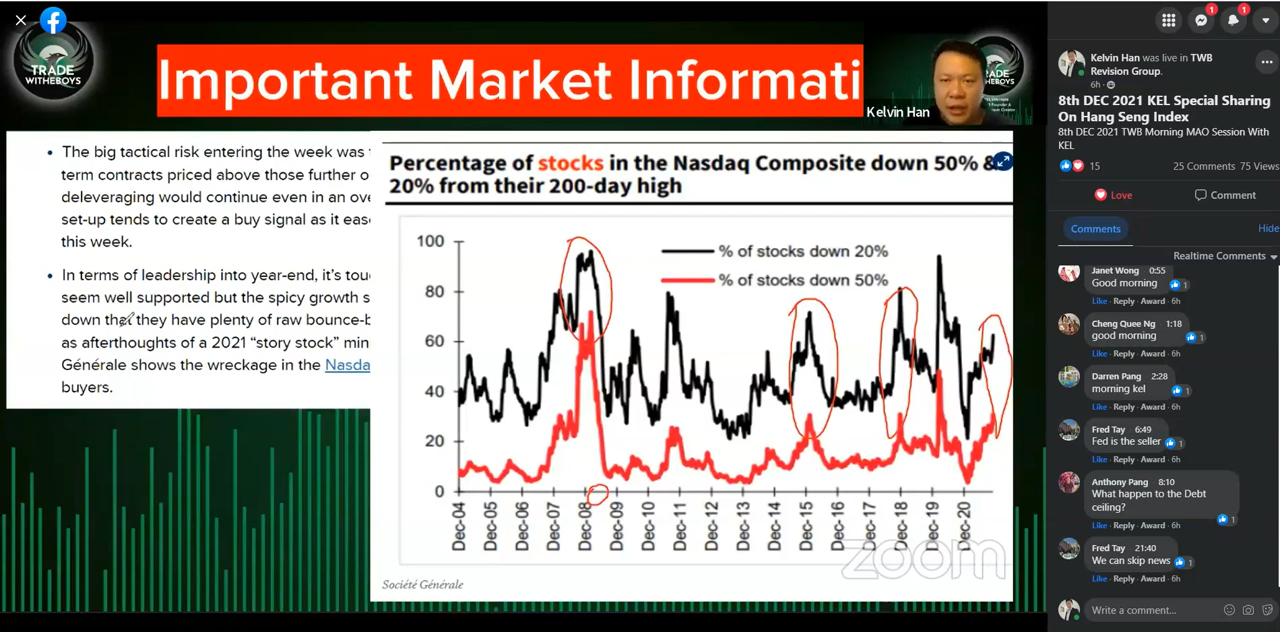 TRADE
WITHEBOYS
Important Market Informati
Kelvin Han
The big tactical risk entering the week was
term contracts priced above those further o
deleveraging would continue even in an ove
set-up tends to create a buy signal as it eas
this week.
In terms of leadership into year-end, it's tou
seem well supported but the spicy growth s
down tha they have plenty of raw bounce-b
as afterthoughts of a 2021 “story stock” min
Générale shows the wreckage in the Nasda
buyers.
Percentage of stocks in the Nasdaq Composite down 50% &
20% from their 200-day high
% of stocks down 20%
% of stocks down 50%
100
80
60
40
20
0
Dec-04 Dec-05 Dec-06 Dec-07 Dec-08 Dec-09 Dec-10 Dec-11 Dec-12 Dec-13 Dec-14 Dec-15 Dec-16 Dec-17 Dec-18 Dec-19 Dec-20
zoom
Société Générale
1
1
Kelvin Han was live in TWB
Revision Group.
6h ·
8th DEC 2021 KEL Special Sharing
On Hang Seng Index
8th DEC 2021 TWB Morning MAO Session With
KEL
15 25 Comments 75 Views
Love Comment
Comments Hide
Realtime Comments
Janet Wong 0:55
Good morning
1
Like · Reply · Award · 6h
Cheng Quee Ng 1:18
good morning
1
Like · Reply · Award · 6h
Darren Pang 2:28
morning kel
1
Like · Reply · Award · 6h
Fred Tay 6:49
Fed is the seller
1
Like · Reply · Award · 6h
Anthony Pang 8:10
What happen to the Debt
ceiling?
1
Like · Reply · Award · 6h
Fred Tay 21:40
We can skip news
1
Like · Reply · Award · 6h
Write a comment...